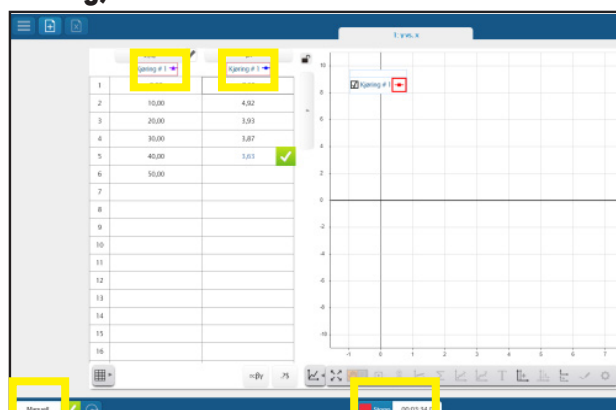 1: y vs. x
Kjøring # 1
Kjøring # 1
1
2 10,00 4,92
3 20,00 3,93
4 30,00 3,87
5 40,00 3,63
6 50,00
7
8
9
10
11
12
13
14
15
16
Kjøring # 1
10
8
6
4
2
0
-2
-4
-6
-8
-10
-1 0 1 2 3 4 5 6 7
Manuell
Stopp